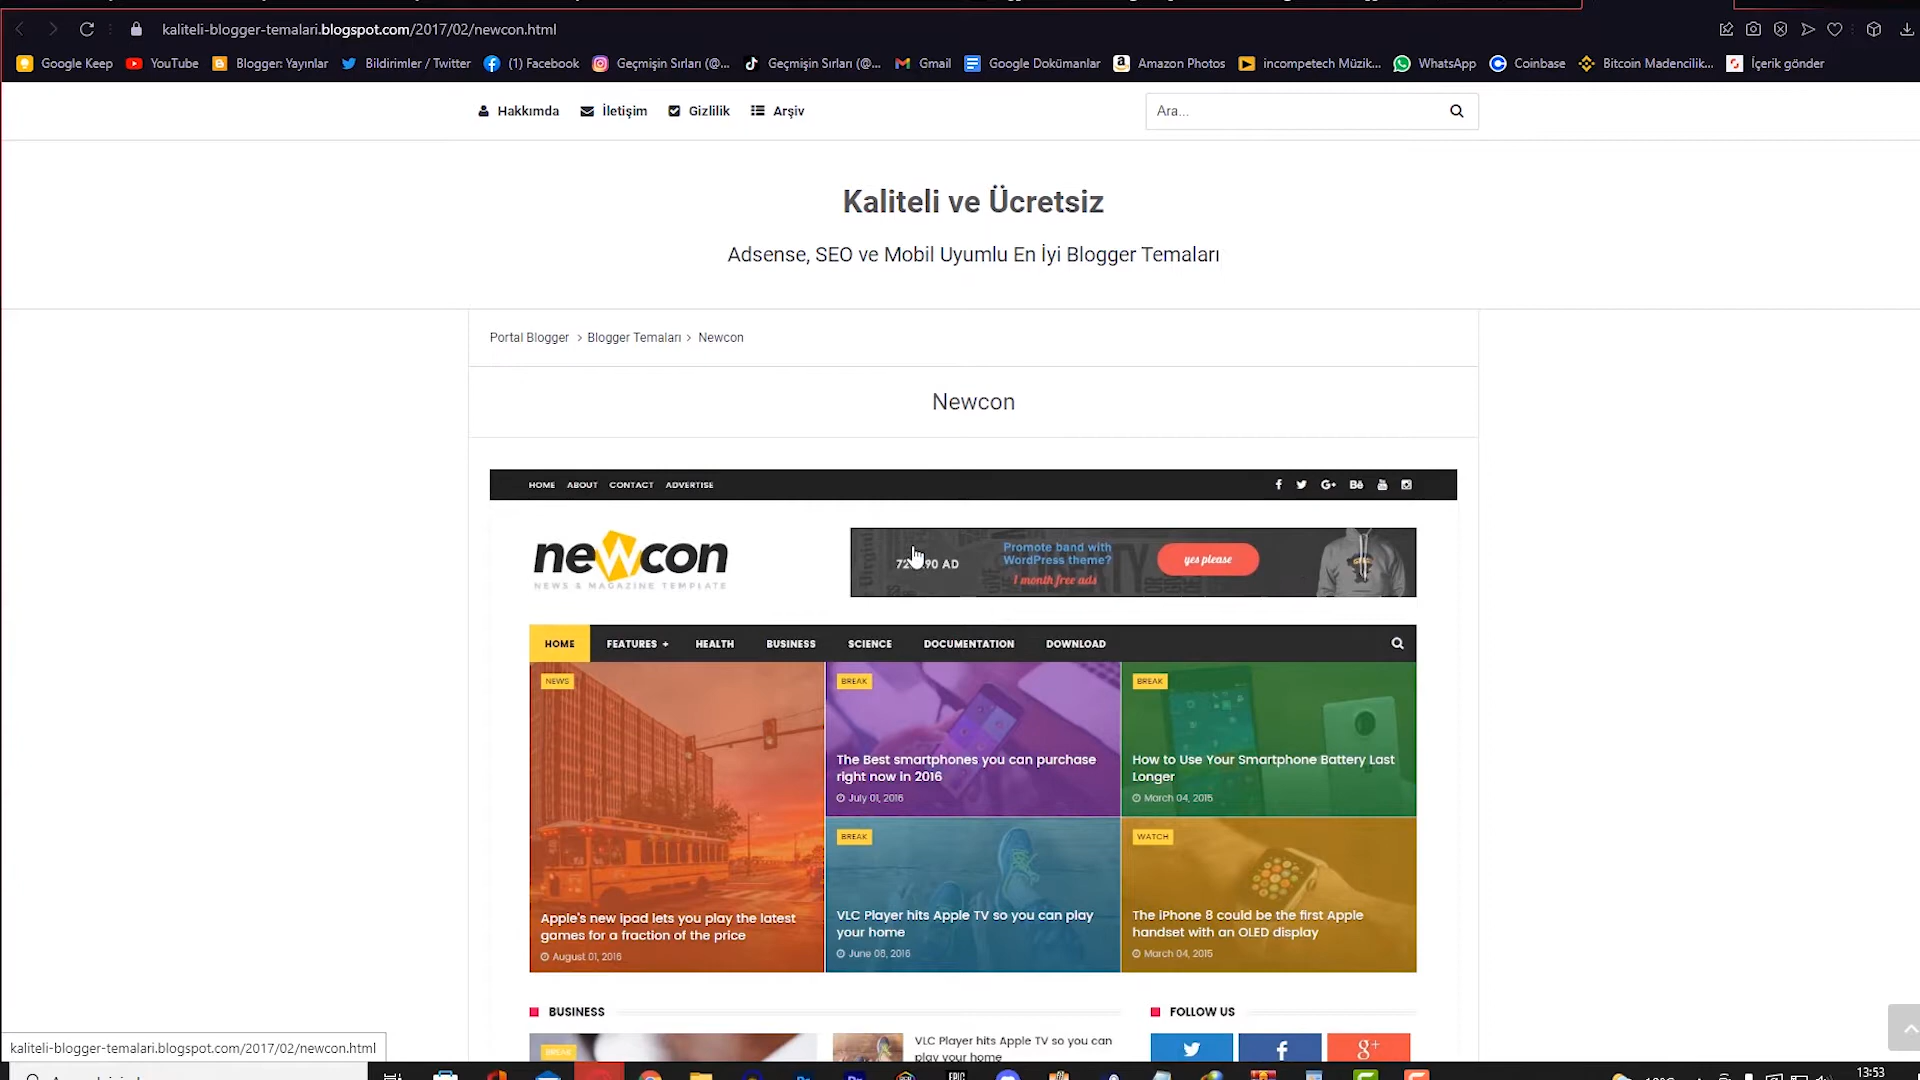 kaliteli-blogger-temalari.blogspot.com/2017/02/newcon.html
Google Keep YouTube Blogger: Yayınlar Bildirimler / Twitter (1) Facebook Geçmişin Sırları (@... Geçmişin Sırları (@... Gmail Google Dokümanlar Amazon Photos incompetech Müzik... WhatsApp Coinbase Bitcoin Madencilik... İçerik gönder
Hakkımda İletişim Gizlilik Arşiv Ara...
Kaliteli ve Ücretsiz
Adsense, SEO ve Mobil Uyumlu En İyi Blogger Temaları
Portal Blogger > Blogger Temaları > Newcon
Newcon
HOME ABOUT CONTACT ADVERTISE
newcon
NEWS & MAGAZINE TEMPLATE
AD
Promote band with
WordPress theme?
1 month free ads
yes please
HOME FEATURES + HEALTH BUSINESS SCIENCE DOCUMENTATION DOWNLOAD
NEWS
Apple's new ipad lets you play the latest
games for a fraction of the price
August 01, 2016
BREAK
The Best smartphones you can purchase
right now in 2016
July 01, 2016
BREAK
How to Use Your Smartphone Battery Last
Longer
March 04, 2015
BREAK
VLC Player hits Apple TV so you can play
your home
June 08, 2016
WATCH
The iPhone 8 could be the first Apple
handset with an OLED display
March 04, 2015
BUSINESS
FOLLOW US
BREAK
VLC Player hits Apple TV so you can
play your home
kaliteli-blogger-temalari.blogspot.com/2017/02/newcon.html
13:53